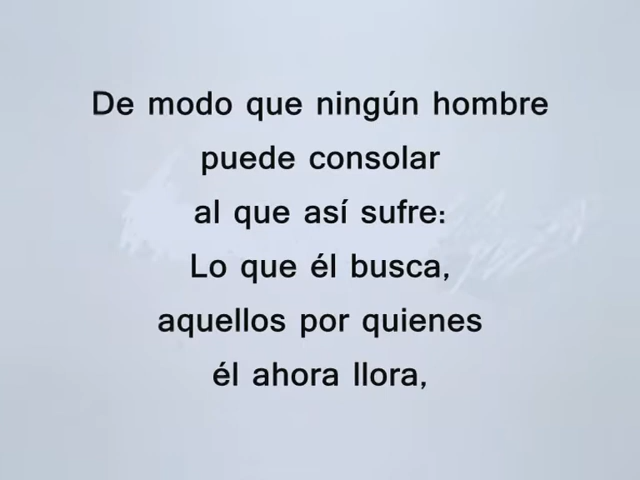 De modo que ningún hombre
puede consolar
al que así sufre:
Lo que él busca,
aquellos por quienes
él ahora llora,